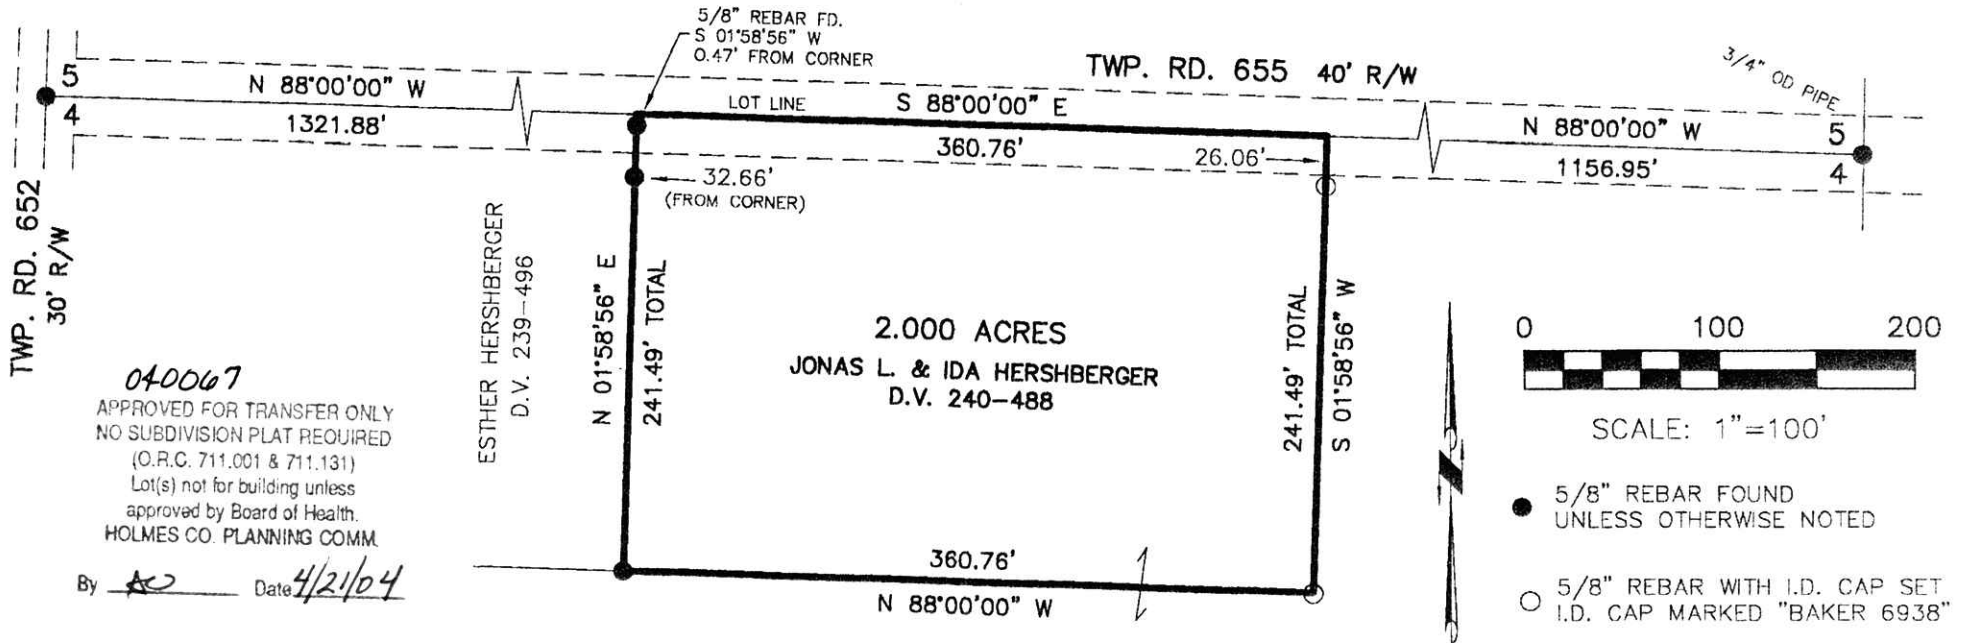 5/8" REBAR FD.
S 01°58'56" W
0.47' FROM CORNER
TWP. RD. 655 40' R/W
3/4" OD PIPE
5
4
N 88°00'00" W
1321.88'
LOT LINE
S 88°00'00" E
360.76'
26.06'
N 88°00'00" W
1156.95'
5
4
32.66'
(FROM CORNER)
TWP. RD. 652
30' R/W
ESTHER HERSHBERGER
D.V. 239-496
N 01°58'56" E
241.49' TOTAL
2.000 ACRES
JONAS L. & IDA HERSHBERGER
D.V. 240-488
241.49' TOTAL
S 01°58'56" W
360.76'
N 88°00'00" W
040067
APPROVED FOR TRANSFER ONLY
NO SUBDIVISION PLAT REQUIRED
(O.R.C. 711.001 & 711.131)
Lot(s) not for building unless
approved by Board of Health.
HOLMES CO. PLANNING COMM.
By Date 4/21/04
0 100 200
SCALE: 1"=100'
5/8" REBAR FOUND
UNLESS OTHERWISE NOTED
5/8" REBAR WITH I.D. CAP SET
I.D. CAP MARKED "BAKER 6938"